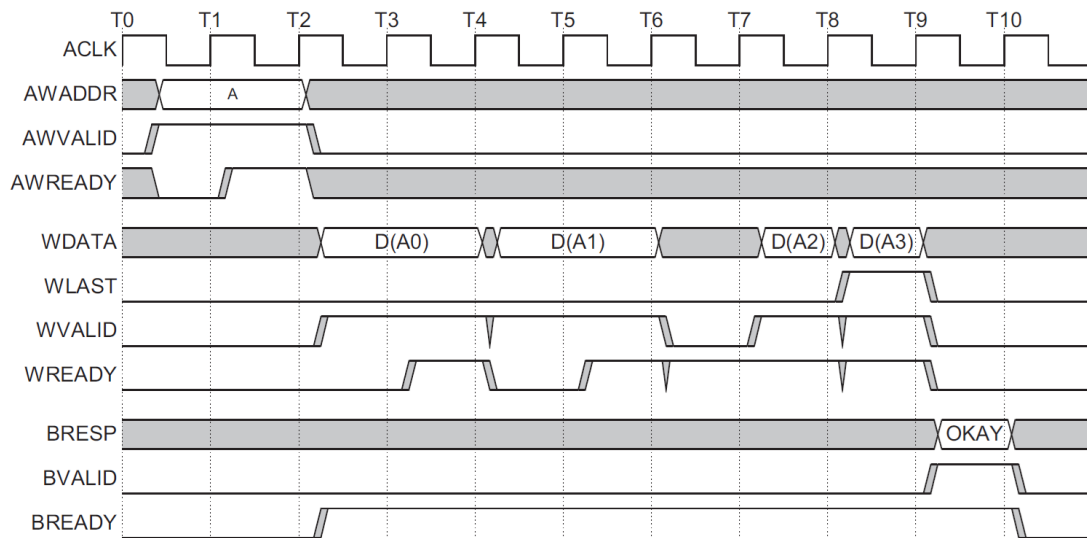 T0 T1 T2 T3 T4 T5 T6 T7 T8 T9 T10
ACLK
AWADDR A
AWVALID
AWREADY
WDATA D(A0) D(A1) D(A2) D(A3)
WLAST
WVALID
WREADY
BRESP OKAY
BVALID
BREADY